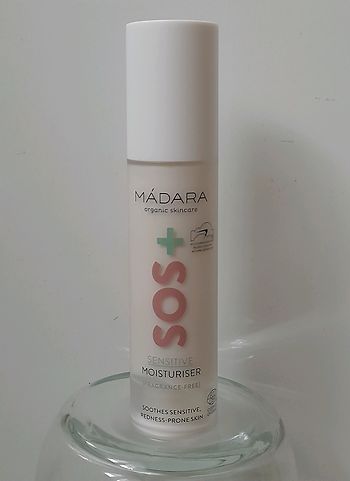 MÁDARA
organic skincare
SOS+
SENSITIVE
MOISTURISER
(FRAGRANCE-FREE)
SOOTHES SENSITIVE,
REDNESS-PRONE SKIN